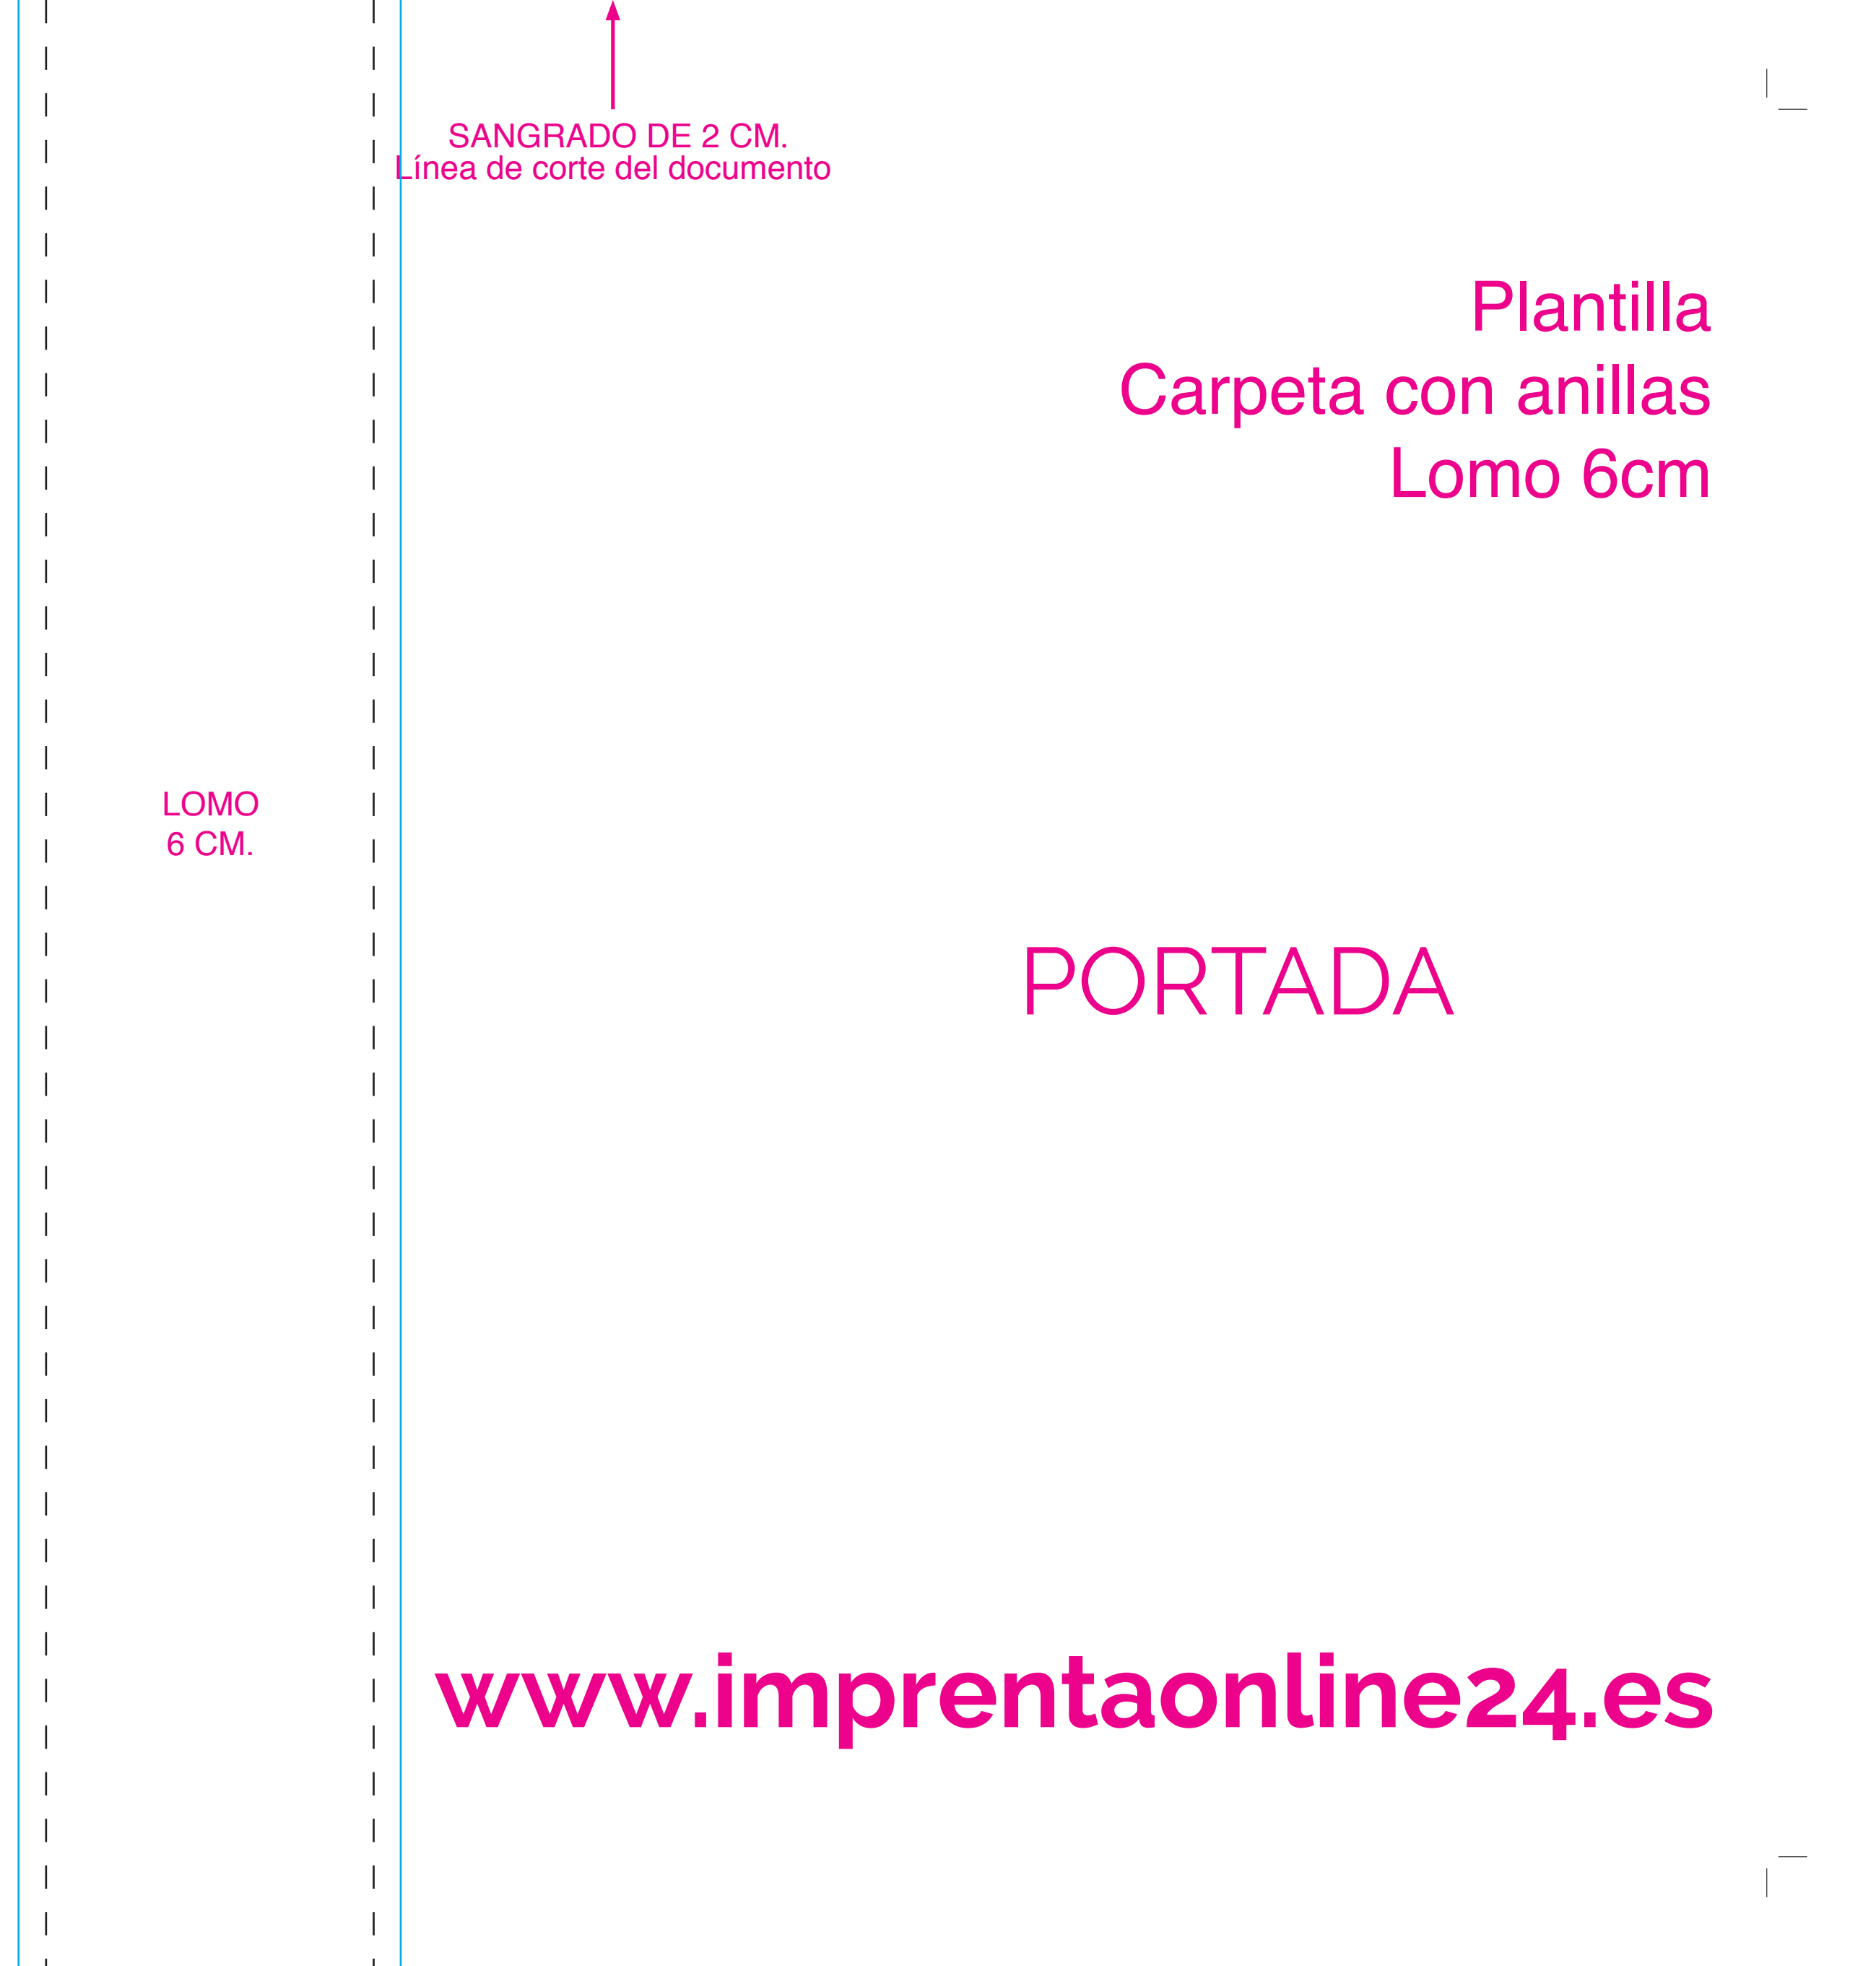 SANGRADO DE 2 CM.
Línea de corte del documento
Plantilla
Carpeta con anillas
Lomo 6cm
LOMO
6 CM.
PORTADA
www.imprentaonline24.es